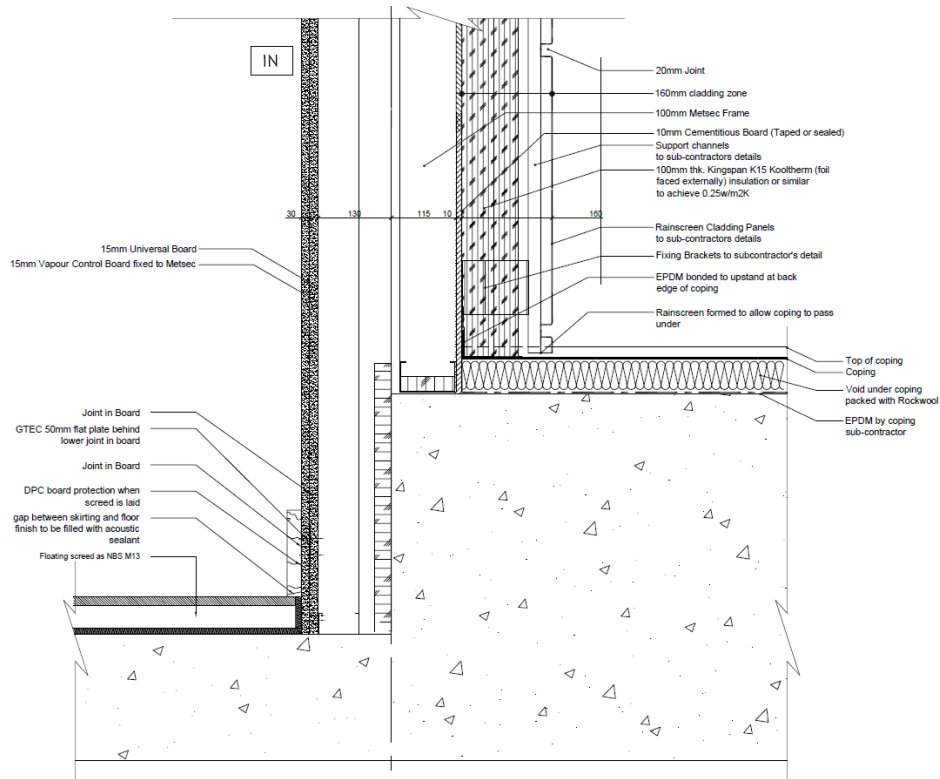 IN
20mm Joint
160mm cladding zone
100mm Metsec Frame
10mm Cementitious Board (Taped or sealed)
Support channels
to sub-contractors details
100mm thk. Kingspan K15 Kooltherm (foil
faced externally) insulation or similar
to achieve 0.25w/m2K
30
130
115
10
160
Rainscreen Cladding Panels
to sub-contractors details
Fixing Brackets to subcontractor's detail
EPDM bonded to upstand at back
edge of coping
Rainscreen formed to allow coping to pass
under
15mm Universal Board
15mm Vapour Control Board fixed to Metsec
Top of coping
Coping
Void under coping
packed with Rockwool
EPDM by coping
sub-contractor
Joint in Board
GTEC 50mm flat plate behind
lower joint in board
Joint in Board
DPC board protection when
screed is laid
gap between skirting and floor
finish to be filled with acoustic
sealant
Floating screed as NBS M13